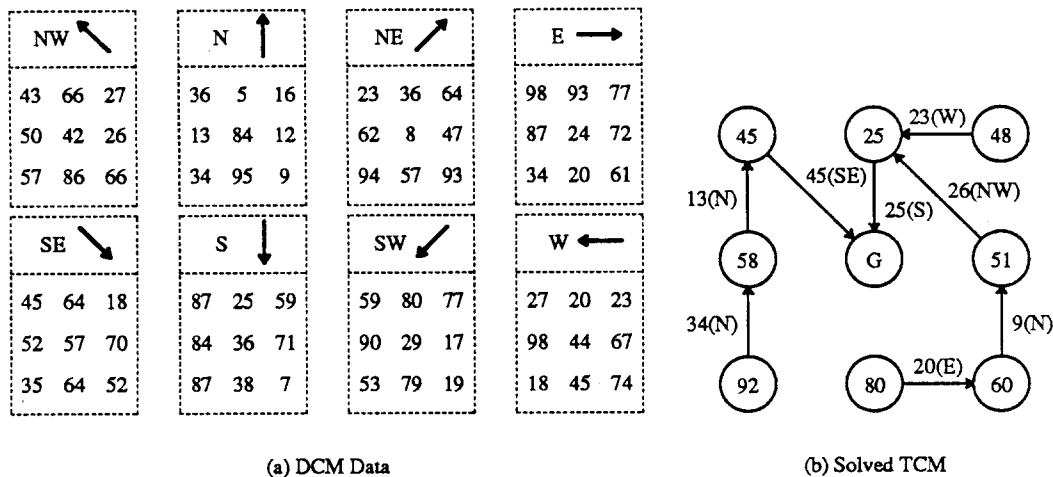 NW N NE E
43 66 27 36 5 16 23 36 64 98 93 77
50 42 26 13 84 12 62 8 47 87 24 72
57 86 66 34 95 9 94 57 93 34 20 61
SE S SW W
45 64 18 87 25 59 59 80 77 27 20 23
52 57 70 84 36 71 90 29 17 98 44 67
35 64 52 87 38 7 53 79 19 18 45 74
(a) DCM Data
45 25 23(W) 48
13(N) 45(SE) 25(S) 26(NW)
58 G 51
34(N) 9(N)
92 80 20(E) 60
(b) Solved TCM